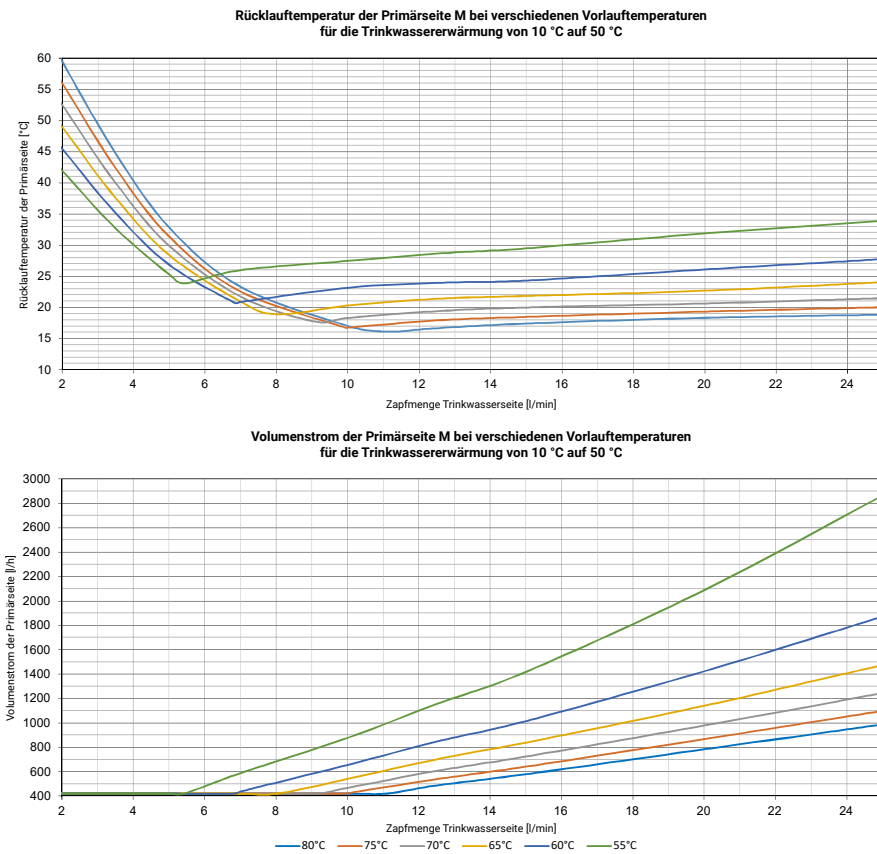 Rücklauftemperatur der Primärseite M bei verschiedenen Vorlauftemperaturen
für die Trinkwassererwärmung von 10 °C auf 50 °C
Rücklauftemperatur der Primärseite [°C]
60
55
50
45
40
35
30
25
20
15
10
2 4 6 8 10 12 14 16 18 20 22 24
Zapfmenge Trinkwasserseite [l/min]
Volumenstrom der Primärseite M bei verschiedenen Vorlauftemperaturen
für die Trinkwassererwärmung von 10 °C auf 50 °C
Volumenstrom der Primärseite [l/h]
3000
2800
2600
2400
2200
2000
1800
1600
1400
1200
1000
800
600
400
2 4 6 8 10 12 14 16 18 20 22 24
Zapfmenge Trinkwasserseite [l/min]
80°C 75°C 70°C 65°C 60°C 55°C